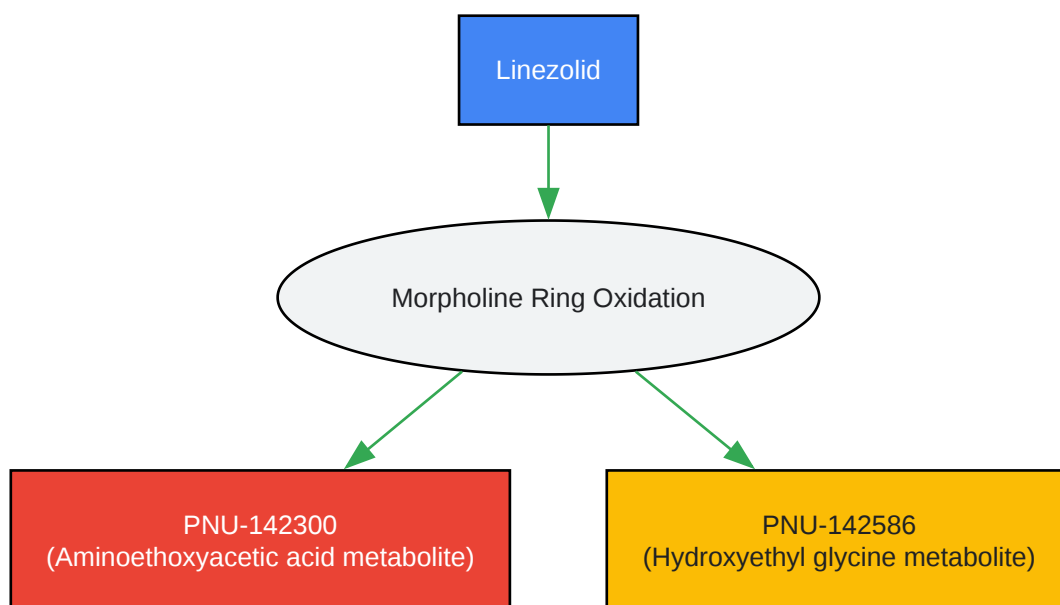 Linezolid
Morpholine Ring Oxidation
PNU-142300
(Aminoethoxyacetic acid metabolite)
PNU-142586
(Hydroxyethyl glycine metabolite)